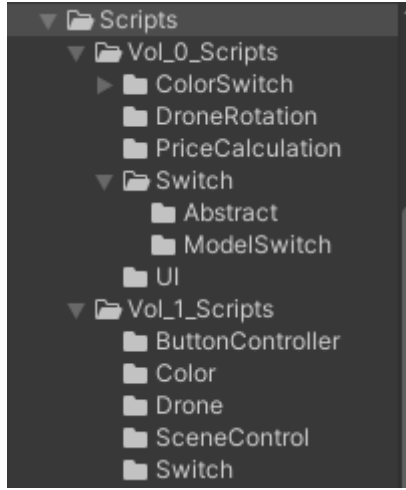 Scripts
Vol_0_Scripts
ColorSwitch
DroneRotation
PriceCalculation
Switch
Abstract
ModelSwitch
UI
Vol_1_Scripts
ButtonController
Color
Drone
SceneControl
Switch